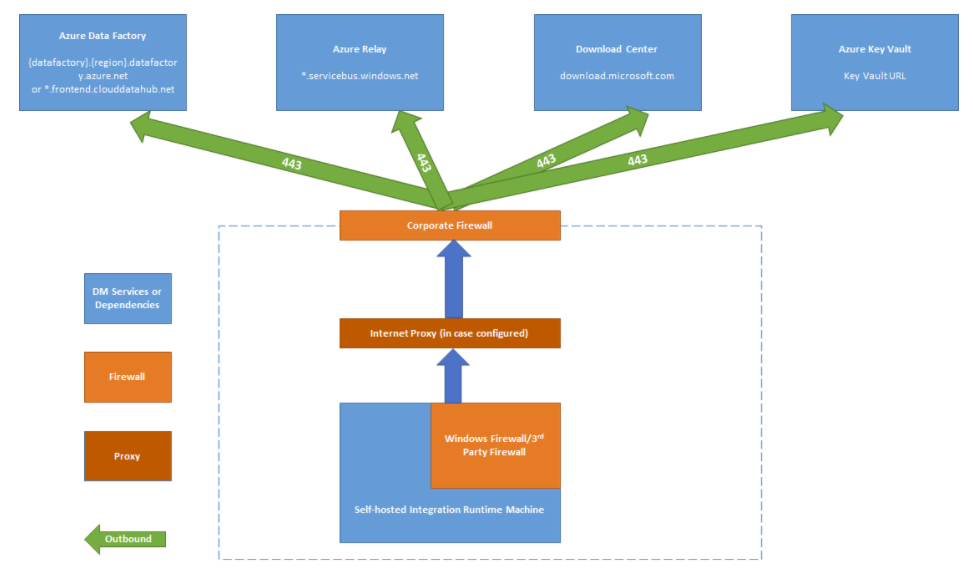 Azure Data Factory
{datafactory}.{region}.datafactor
y.azure.net
or *.frontend.clouddatahub.net
Azure Relay
*.servicebus.windows.net
Download Center
download.microsoft.com
Azure Key Vault
Key Vault URL
443
443
443
443
Corporate Firewall
DM Services or
Dependencies
Internet Proxy (in case configured)
Firewall
Windows Firewall/3rd
Party Firewall
Proxy
Self-hosted Integration Runtime Machine
Outbound